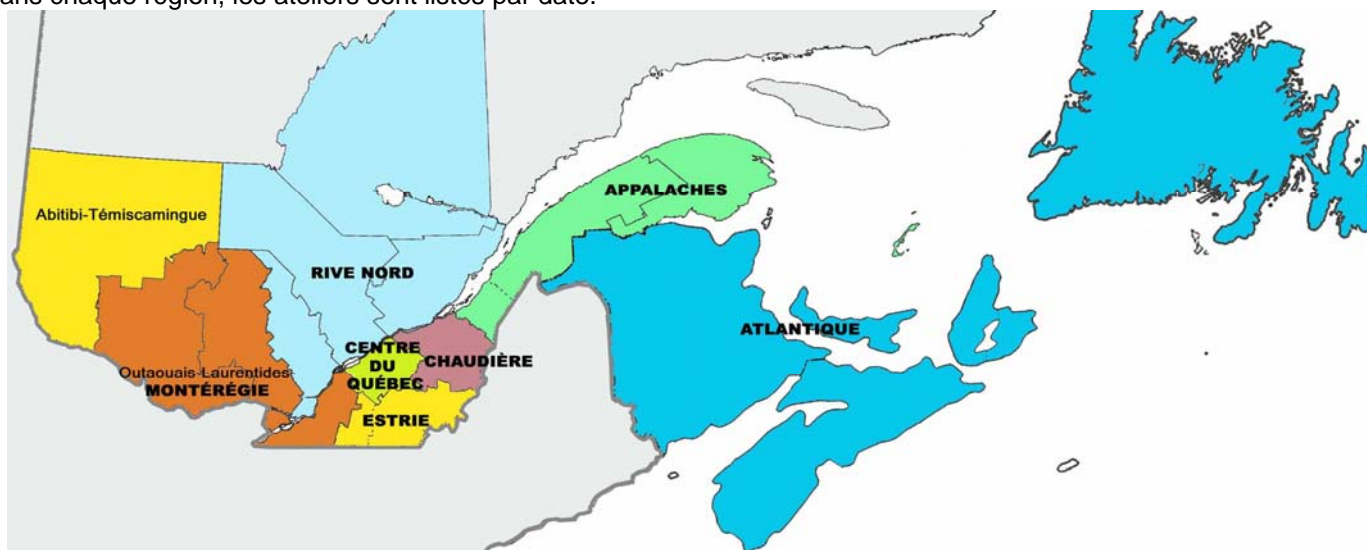 ans chaque région, les ateliers sont listés par date.
APPALACHES
Abitibi-Témiscamingue
RIVE NORD
ATLANTIQUE
CENTRE
DU
QUÉBEC
CHAUDIÈRE
Outaouais-Laurentides
MONTÉRÉGIE
ESTRIE